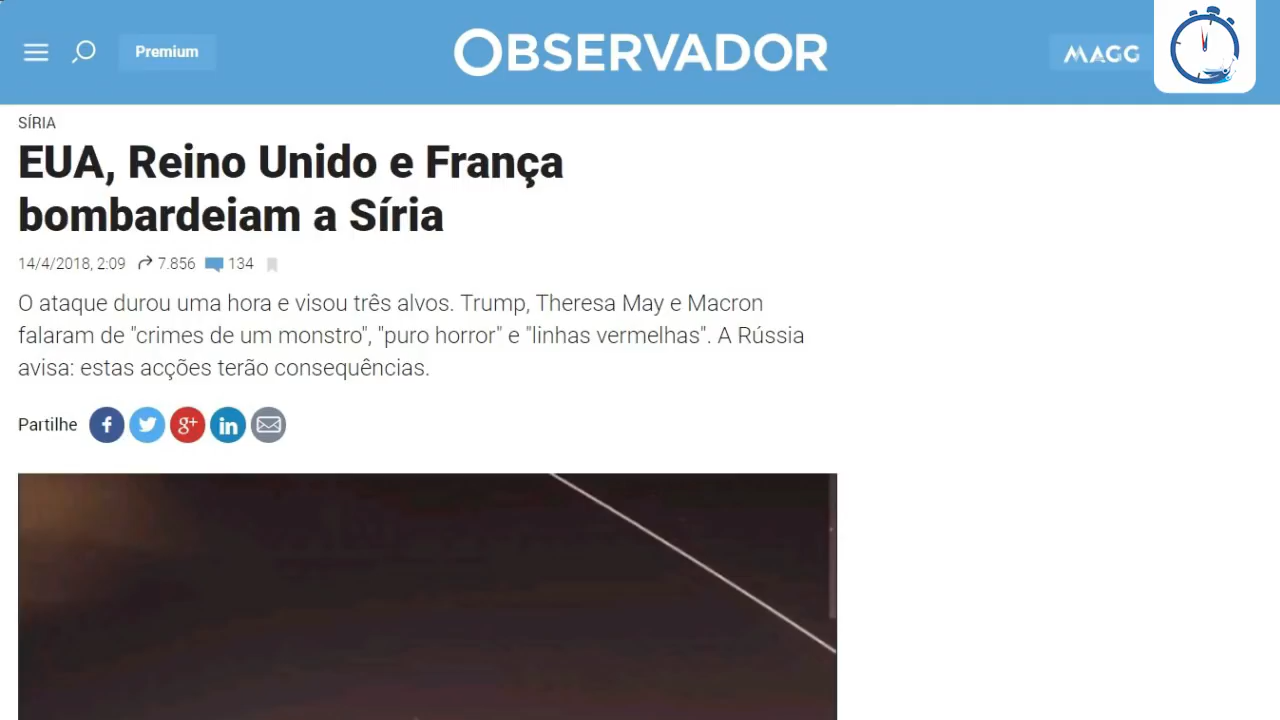 Premium
OBSERVADOR
MAGG
SÍRIA
EUA, Reino Unido e França
bombardeiam a Síria
14/4/2018, 2:09 7.856 134
O ataque durou uma hora e visou três alvos. Trump, Theresa May e Macron
falaram de "crimes de um monstro", "puro horror" e "linhas vermelhas". A Rússia
avisa: estas acções terão consequências.
Partilhe f g+ in